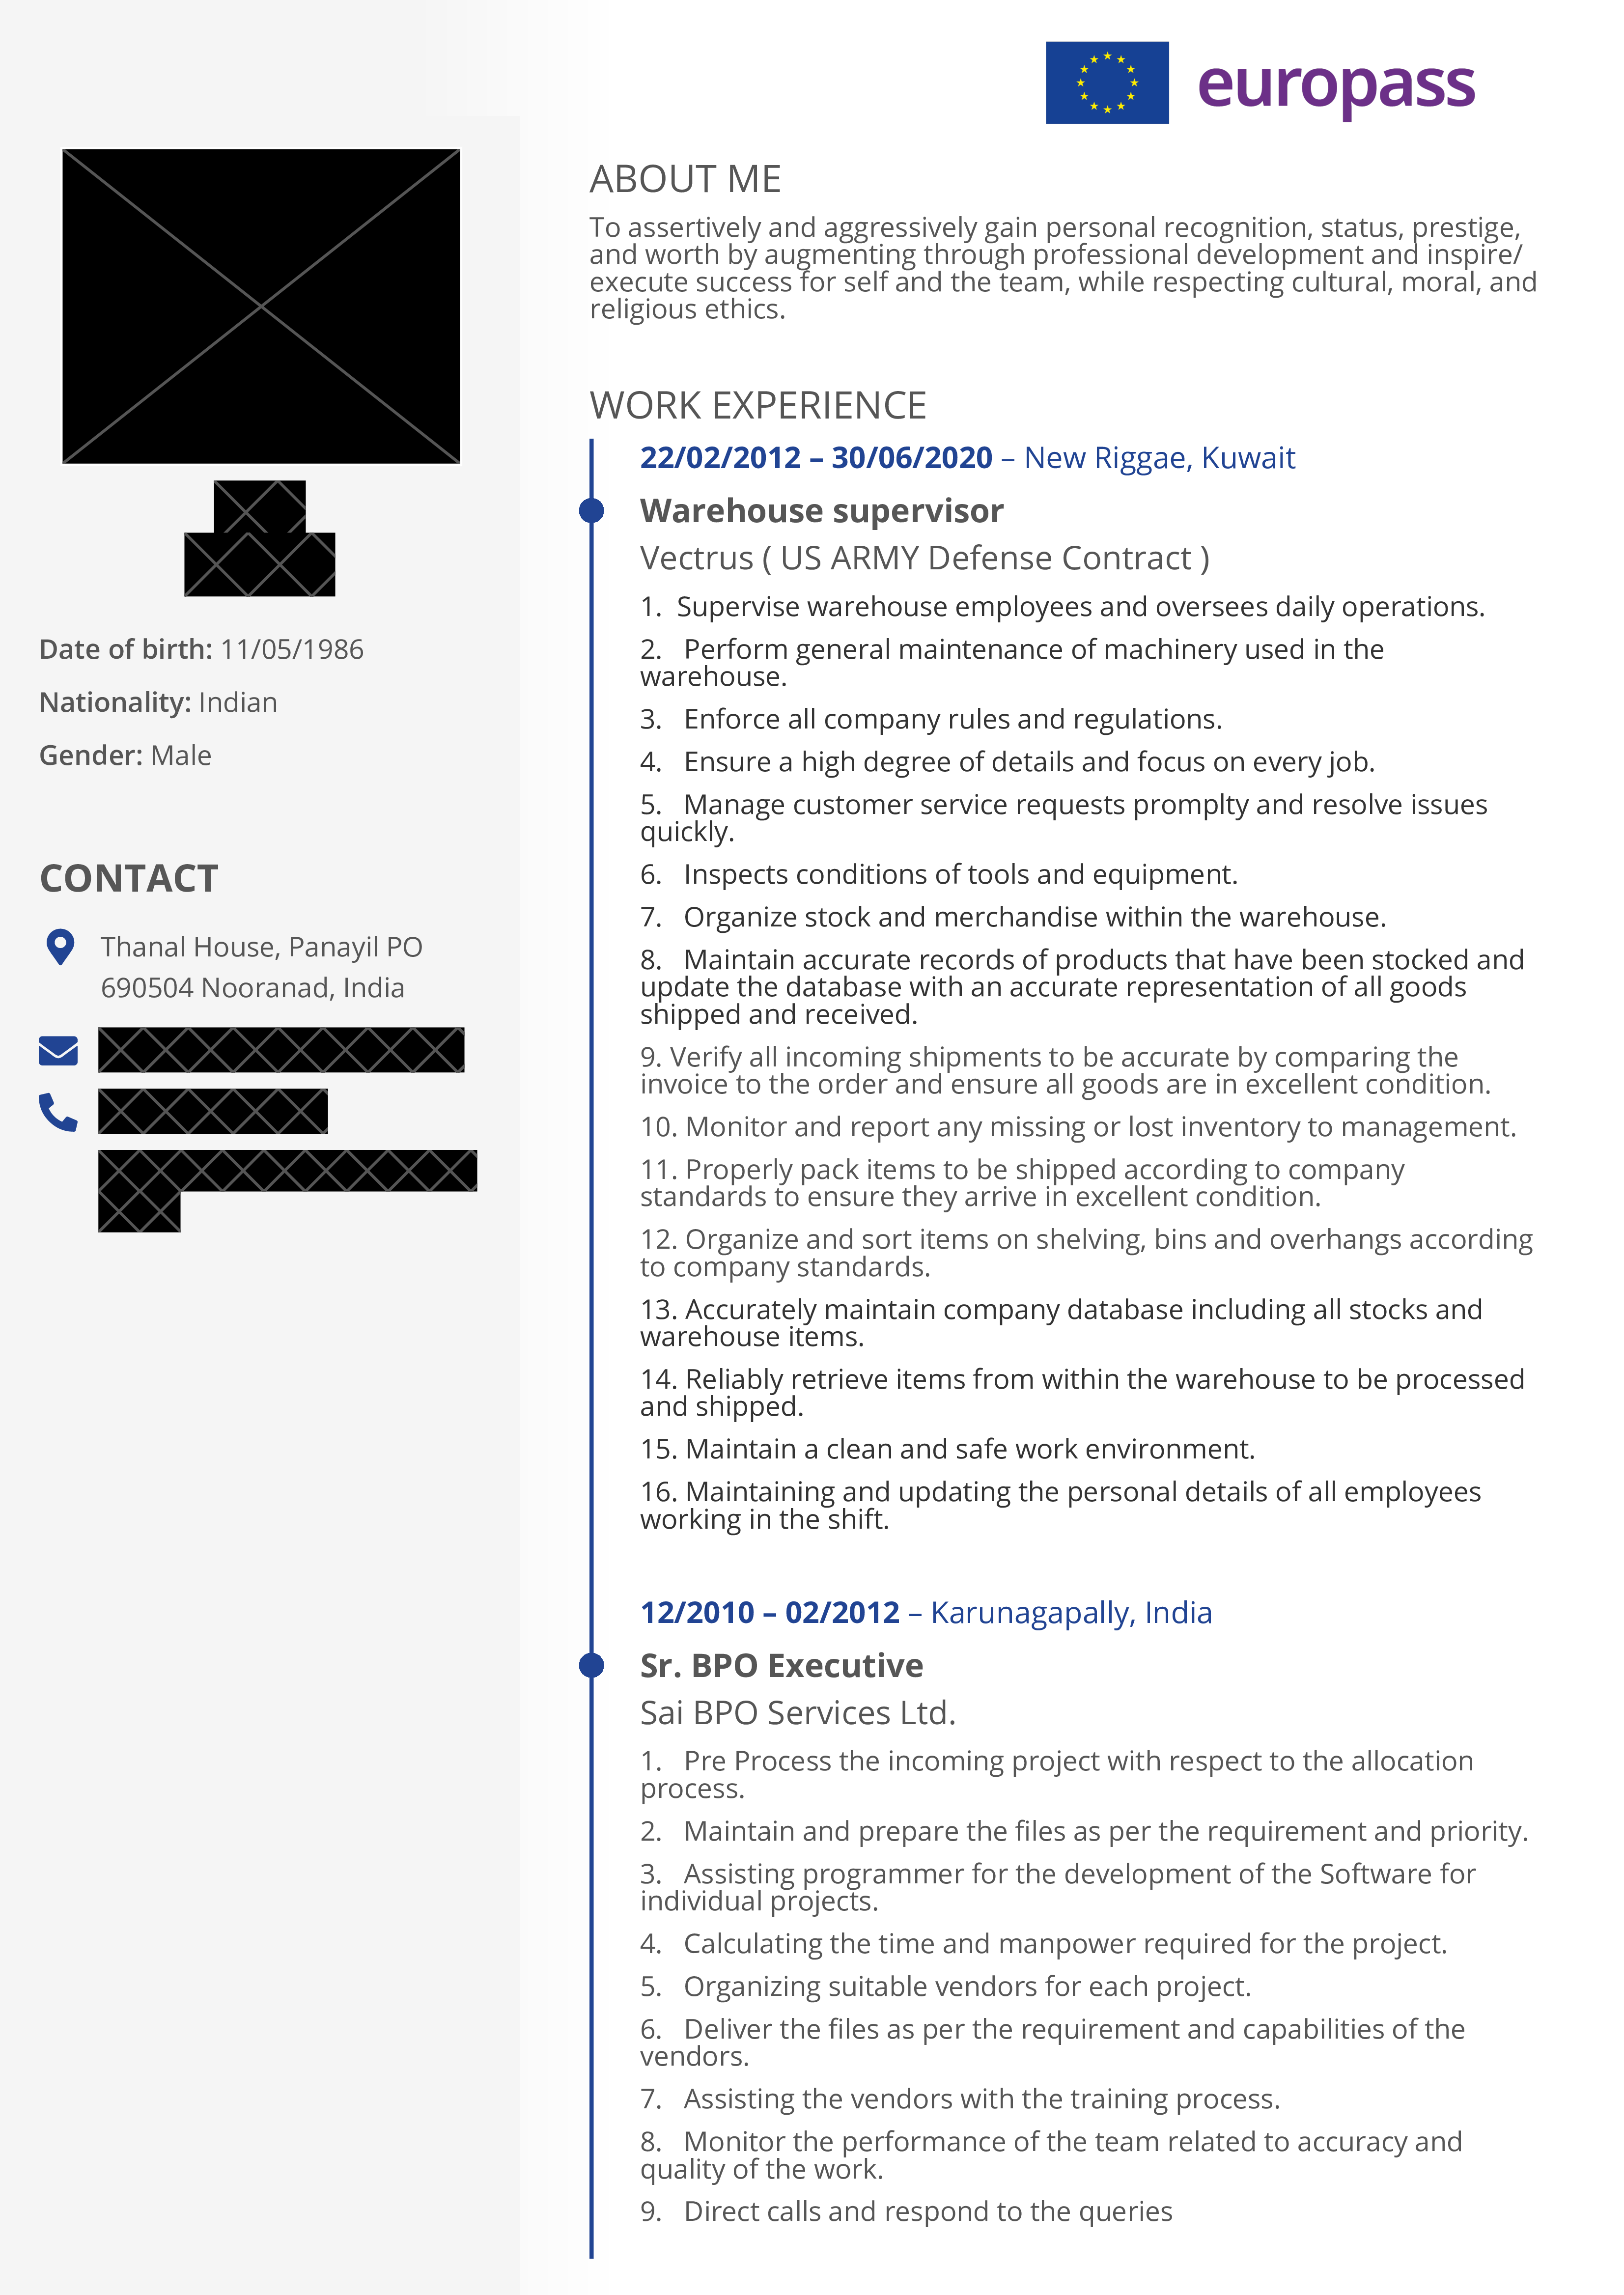 europass
Date of birth: 11/05/1986
Nationality: Indian
Gender: Male
CONTACT
Thanal House, Panayil PO
690504 Nooranad, India
ABOUT ME
To assertively and aggressively gain personal recognition, status, prestige,
and worth by augmenting through professional development and inspire/
execute success for self and the team, while respecting cultural, moral, and
religious ethics.
WORK EXPERIENCE
22/02/2012 – 30/06/2020 – New Riggae, Kuwait
Warehouse supervisor
Vectrus ( US ARMY Defense Contract )
1. Supervise warehouse employees and oversees daily operations.
2. Perform general maintenance of machinery used in the
warehouse.
3. Enforce all company rules and regulations.
4. Ensure a high degree of details and focus on every job.
5. Manage customer service requests promplty and resolve issues
quickly.
6. Inspects conditions of tools and equipment.
7. Organize stock and merchandise within the warehouse.
8. Maintain accurate records of products that have been stocked and
update the database with an accurate representation of all goods
shipped and received.
9. Verify all incoming shipments to be accurate by comparing the
invoice to the order and ensure all goods are in excellent condition.
10. Monitor and report any missing or lost inventory to management.
11. Properly pack items to be shipped according to company
standards to ensure they arrive in excellent condition.
12. Organize and sort items on shelving, bins and overhangs according
to company standards.
13. Accurately maintain company database including all stocks and
warehouse items.
14. Reliably retrieve items from within the warehouse to be processed
and shipped.
15. Maintain a clean and safe work environment.
16. Maintaining and updating the personal details of all employees
working in the shift.
12/2010 – 02/2012 – Karunagapally, India
Sr. BPO Executive
Sai BPO Services Ltd.
1. Pre Process the incoming project with respect to the allocation
process.
2. Maintain and prepare the files as per the requirement and priority.
3. Assisting programmer for the development of the Software for
individual projects.
4. Calculating the time and manpower required for the project.
5. Organizing suitable vendors for each project.
6. Deliver the files as per the requirement and capabilities of the
vendors.
7. Assisting the vendors with the training process.
8. Monitor the performance of the team related to accuracy and
quality of the work.
9. Direct calls and respond to the queries